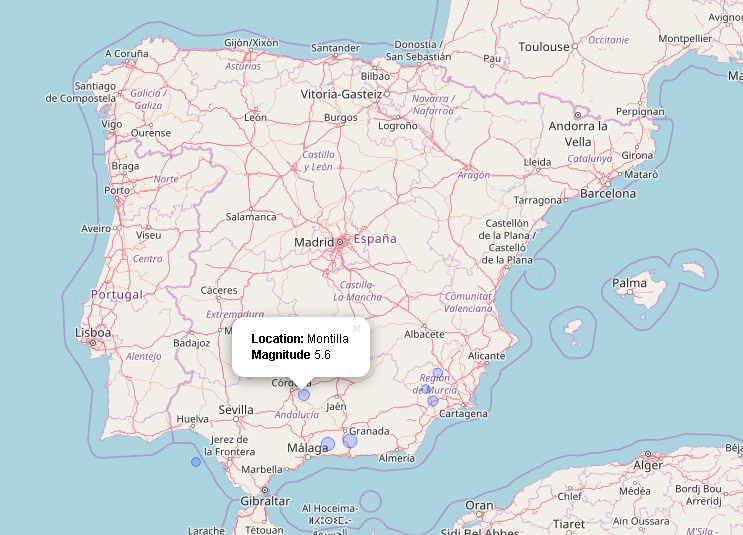 Avignon
Occitanie
Montpellier
Toulouse
Gijón/Xixón
Donostia /
San Sebastián
A Coruña
Santander
Pau
Asturias
Bilbao
Santiago
de Compostela
Galicia /
Galiza
Vitoria-Gasteiz
Navarra /
Nafarroa
León
Burgos
Logroño
Perpignan
Vigo
Ourense
Andorra la
Vella
Girona
Braga
Castilla
y León
Lleida
Catalunya
Mataró
Norte
Aragón
Porto
Barcelona
Tarragona
Salamanca
Aveiro
Viseu
Castellón
de la Plana /
Castelló
de la Plana
Madrid
España
Centro
Palma
Castilla-
La Mancha
Cáceres
Portugal
Comunitat
Valenciana
Extremadura
Lisboa
M
×
Location: Montilla
Magnitude 5.6
Albacete
Badajoz
Alentejo
Alicante
Región
de Murcia
Córdoba
Jaén
Andalucía
Sevilla
Cartagena
Huelva
Granada
Jerez de
la Frontera
Málaga
Almería
Marbella
Alger
Gibraltar
Médéa
Bordj Bou
Arreridj
Chlef
Al Hoceima-
Oran
Larache
Tétouan
Sidi Bel Abbes
Tiaret
Aïn Oussara
M'Sila